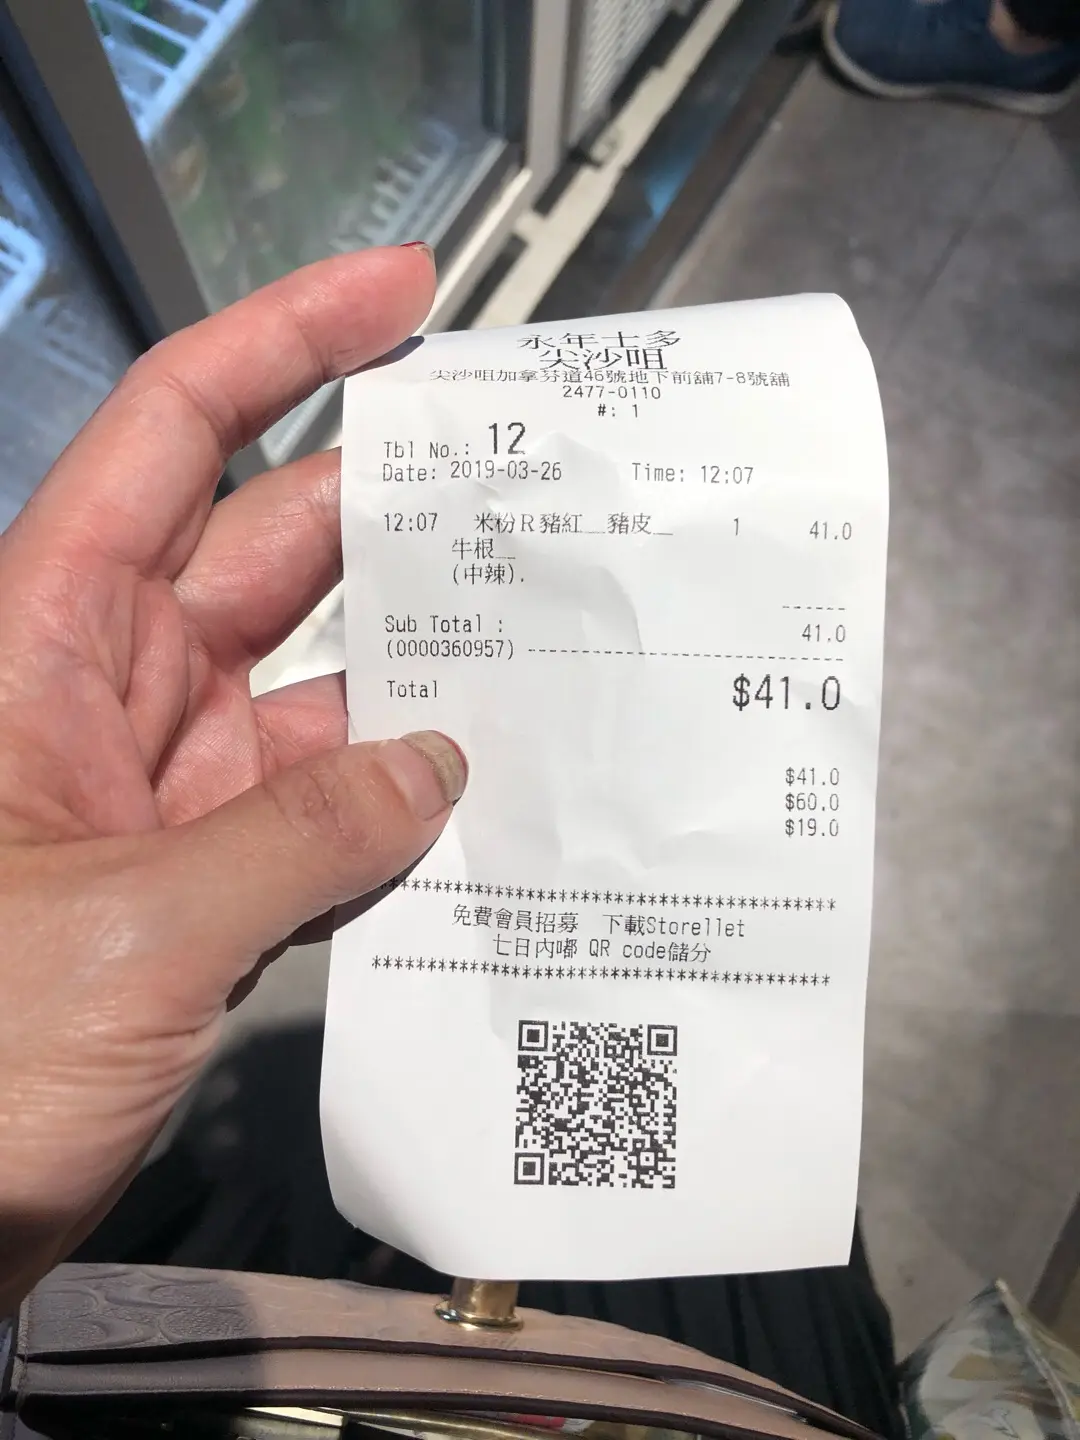 永年士多
尖沙咀
尖沙咀加拿芬道46號地下前舖7-8號舖
2477-0110
#: 1
Tbl No.: 12
Date: 2019-03-26 Time: 12:07
12:07 米粉R豬紅__豬皮__ 1 41.0
牛根__
(中辣).
------
Sub Total : 41.0
(0000360957) ----------------------------------
Total $41.0
$41.0
$60.0
$19.0
************************************************
免費會員招募 下載Storellet
七日內嘟 QR code儲分
************************************************